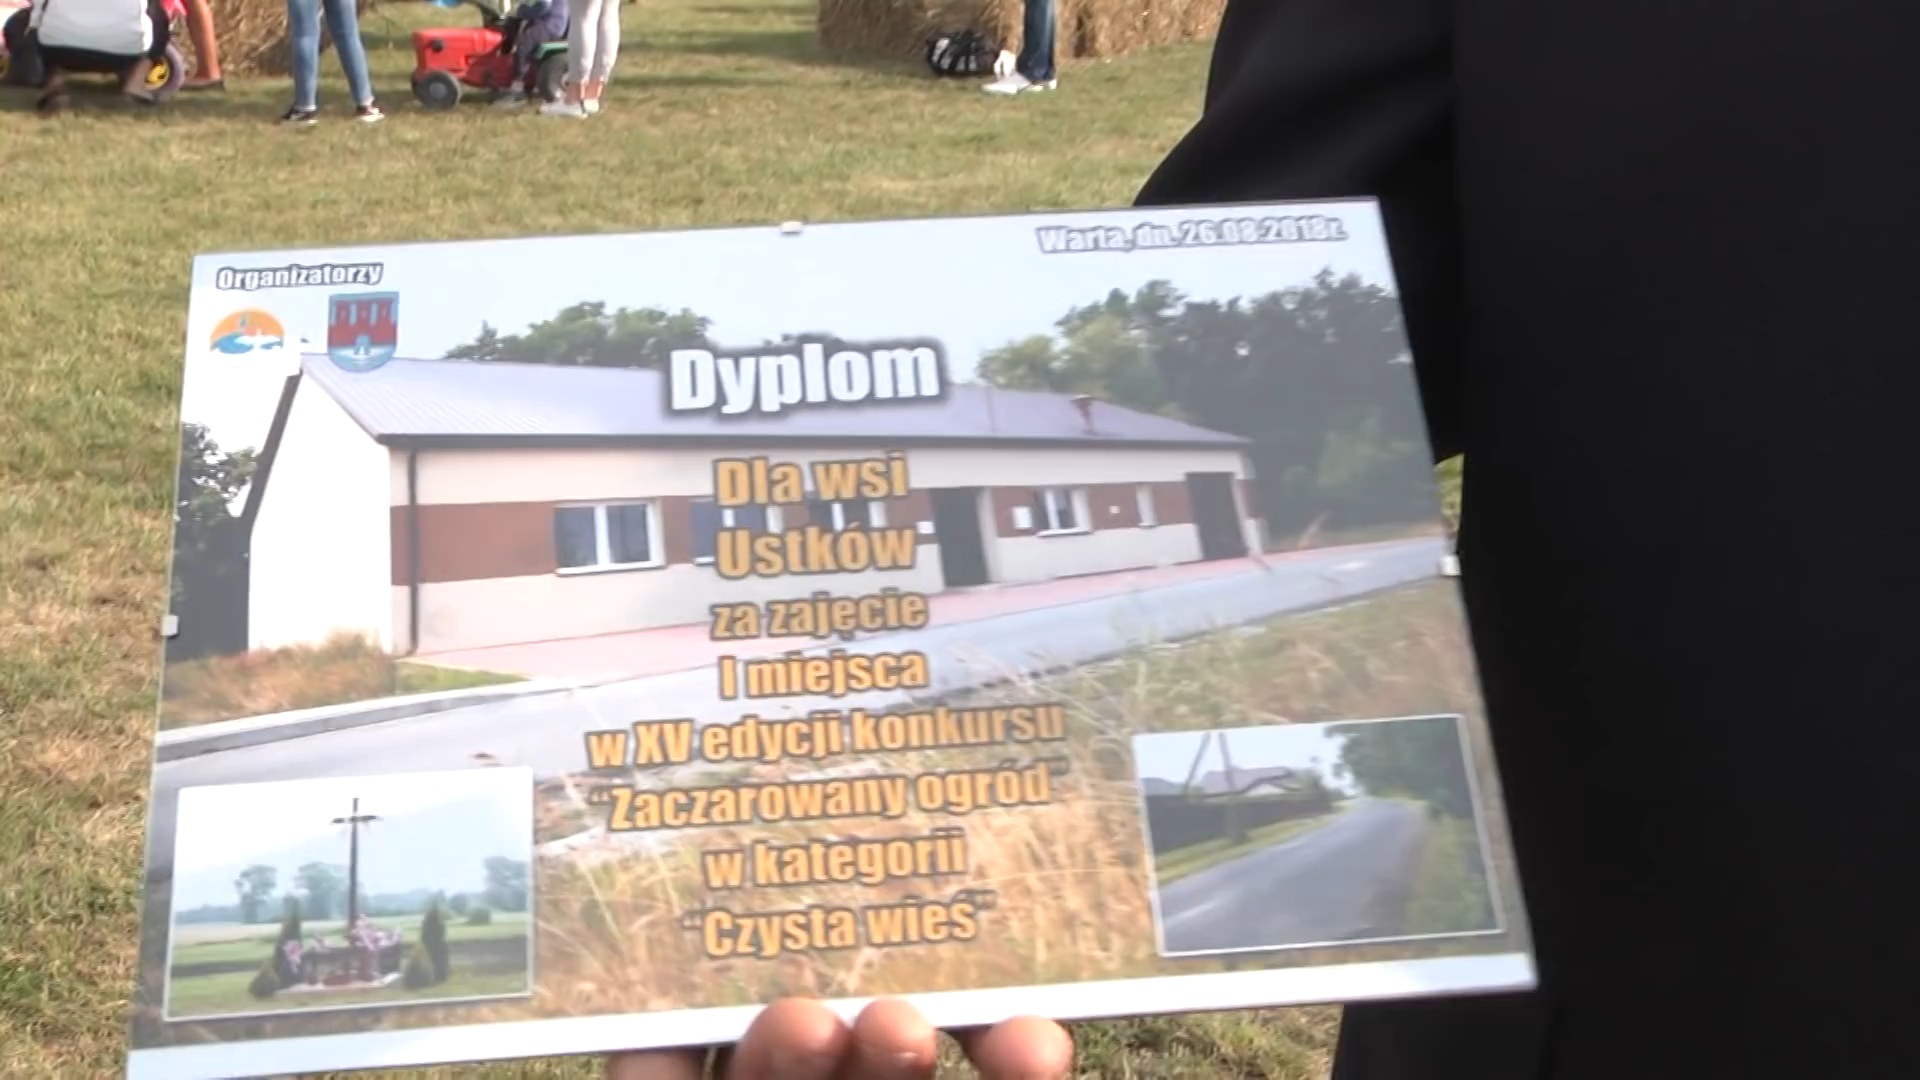 Organizatorzy
Warta, dn. 26.08.2018r.
Dyplom
Dla wsi
Ustków
za zajęcie
I miejsca
w XV edycji konkursu
“Zaczarowany ogród”
w kategorii
“Czysta wieś”